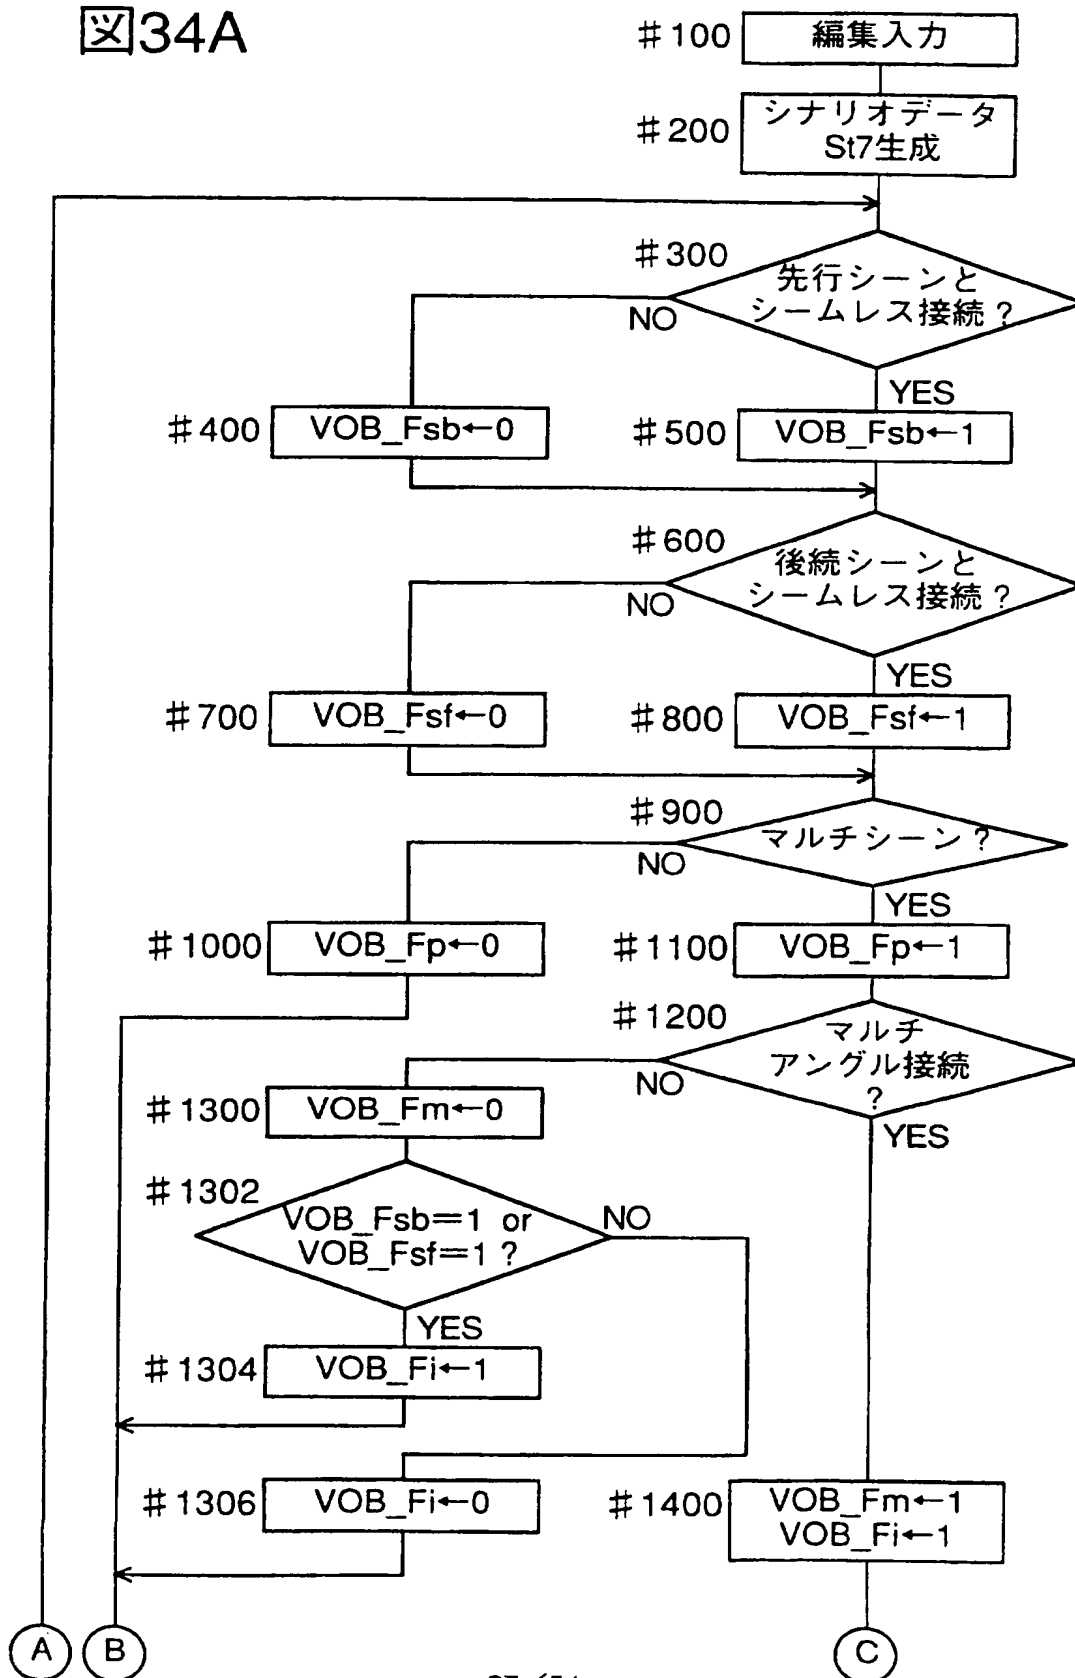 図34A
#100 編集入力
#200 シナリオデータ
St7生成
#300 先行シーンと
シームレス接続?
NO
YES
#400 VOB_Fsb←0
#500 VOB_Fsb←1
#600 後続シーンと
シームレス接続?
NO
YES
#700 VOB_Fsf←0
#800 VOB_Fsf←1
#900 マルチシーン?
NO
YES
#1000 VOB_Fp←0
#1100 VOB_Fp←1
#1200 マルチ
アングル接続
?
NO
YES
#1300 VOB_Fm←0
#1302 VOB_Fsb=1 or
VOB_Fsf=1 ?
NO
YES
#1304 VOB_Fi←1
#1306 VOB_Fi←0
#1400 VOB_Fm←1
VOB_Fi←1
A B C